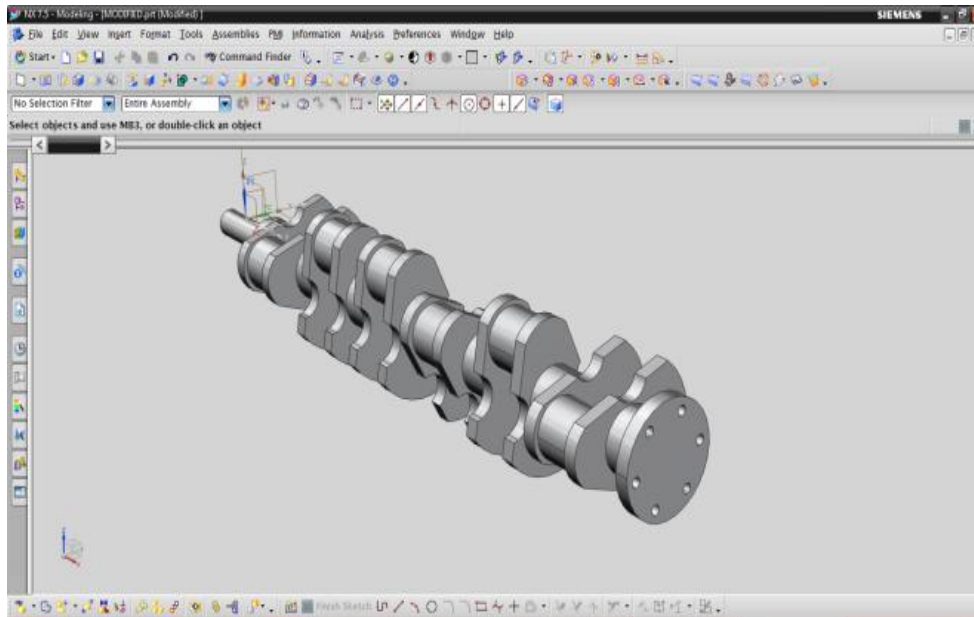 NX 7.5 - Modeling - [MODIFIED.prt (Modified) ]
SIEMENS
File Edit View Insert Format Tools Assemblies PMI Information Analysis Preferences Window Help
Start Command Finder
No Selection Filter Entire Assembly
Select objects and use MB3, or double-click an object
Finish Sketch